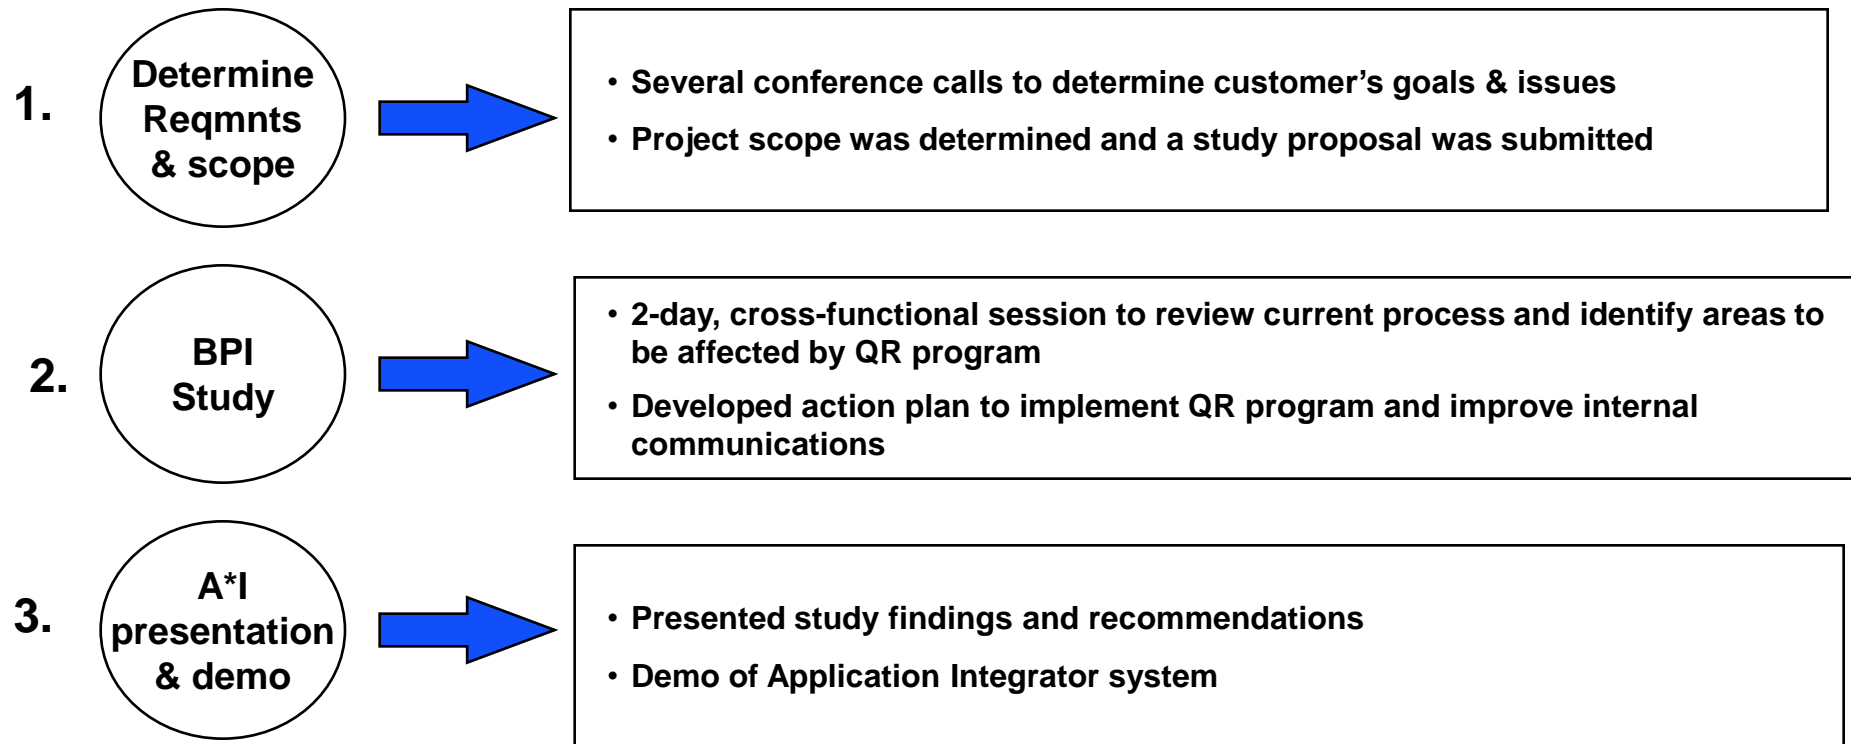 1.
Determine
Reqmnts
& scope
• Several conference calls to determine customer’s goals & issues
• Project scope was determined and a study proposal was submitted
2.
BPI
Study
• 2-day, cross-functional session to review current process and identify areas to
be affected by QR program
• Developed action plan to implement QR program and improve internal
communications
3.
A*I
presentation
& demo
• Presented study findings and recommendations
• Demo of Application Integrator system